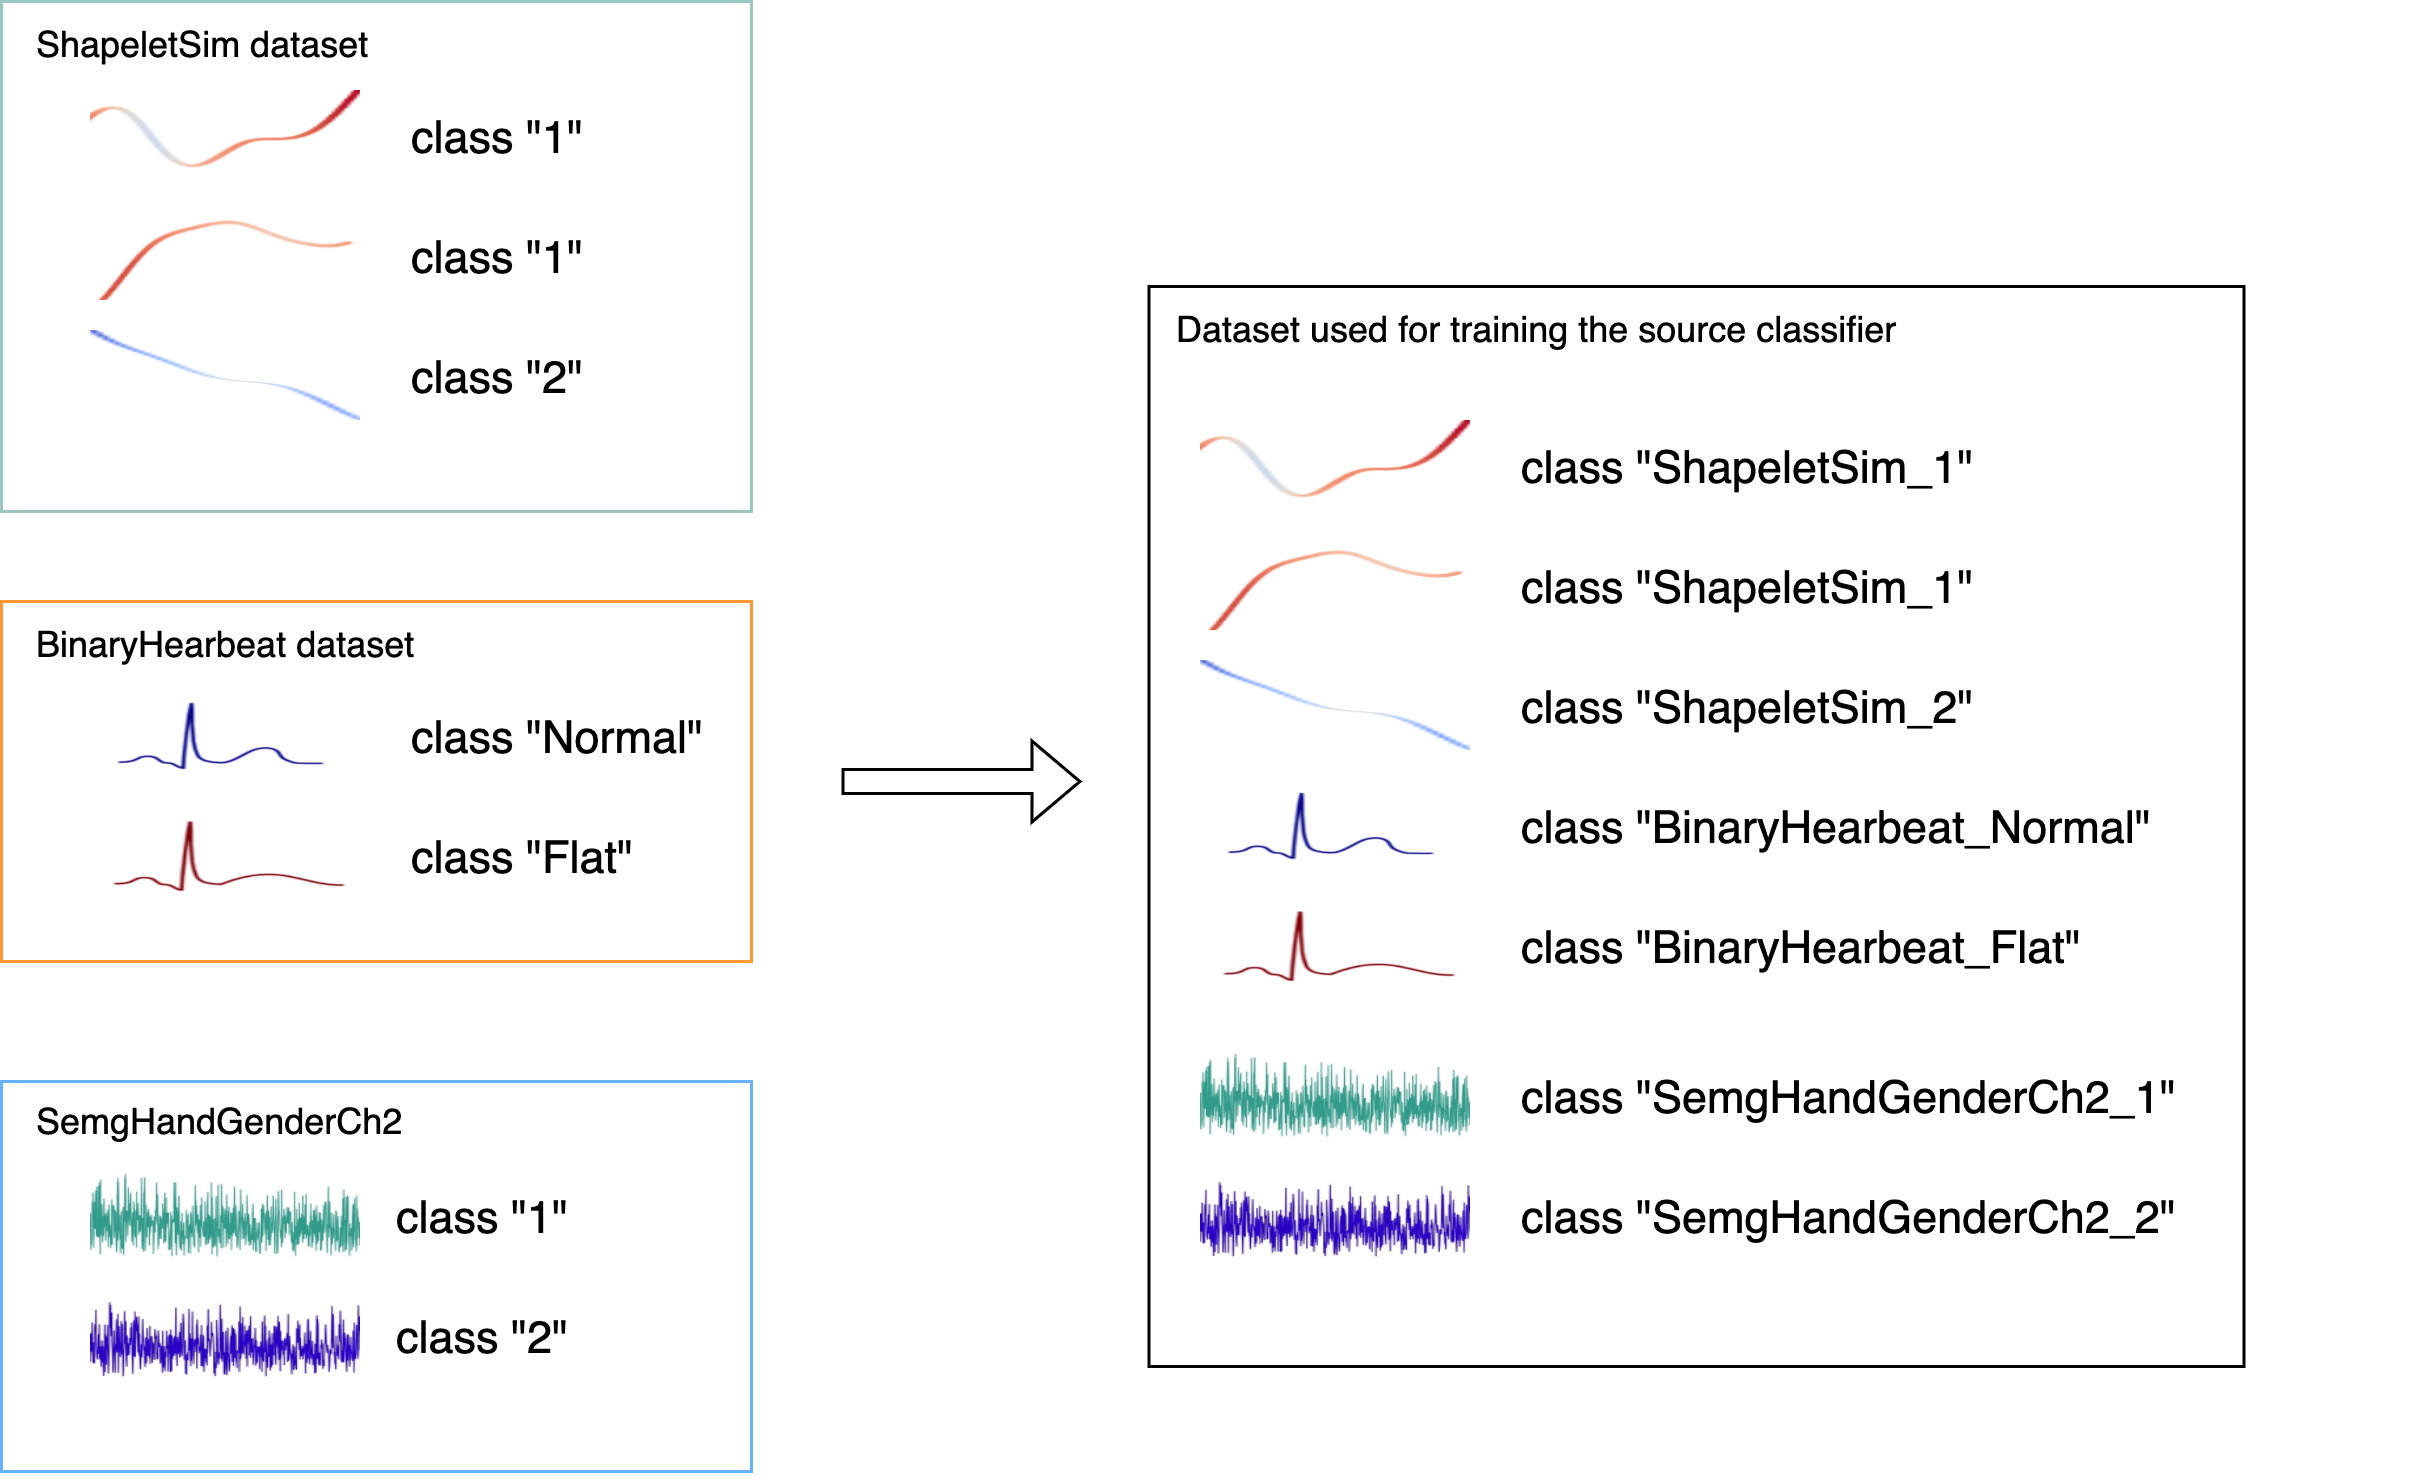 ShapeletSim dataset
class "1"
class "1"
class "2"
BinaryHearbeat dataset
class "Normal"
class "Flat"
SemgHandGenderCh2
class "1"
class "2"
Dataset used for training the source classifier
class "ShapeletSim_1"
class "ShapeletSim_1"
class "ShapeletSim_2"
class "BinaryHearbeat_Normal"
class "BinaryHearbeat_Flat"
class "SemgHandGenderCh2_1"
class "SemgHandGenderCh2_2"